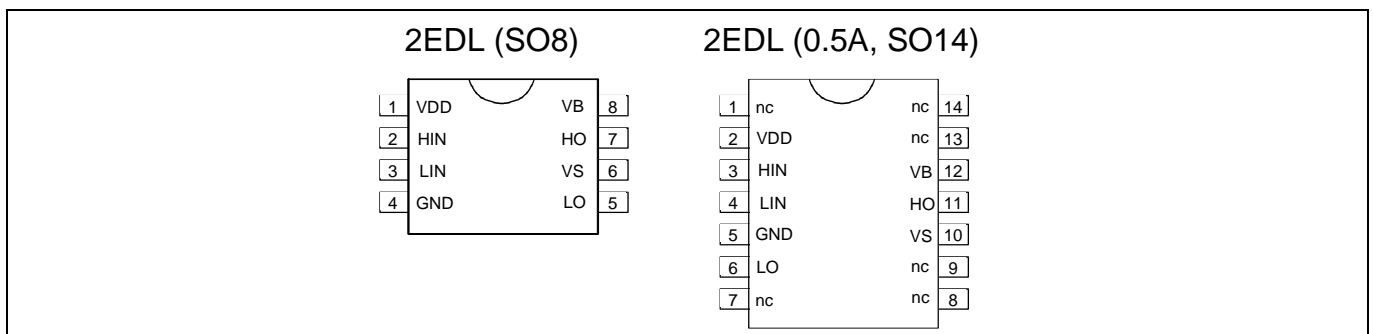 2EDL (SO8)
1 VDD VB 8
2 HIN HO 7
3 LIN VS 6
4 GND LO 5
2EDL (0.5A, SO14)
1 nc nc 14
2 VDD nc 13
3 HIN VB 12
4 LIN HO 11
5 GND VS 10
6 LO nc 9
7 nc nc 8